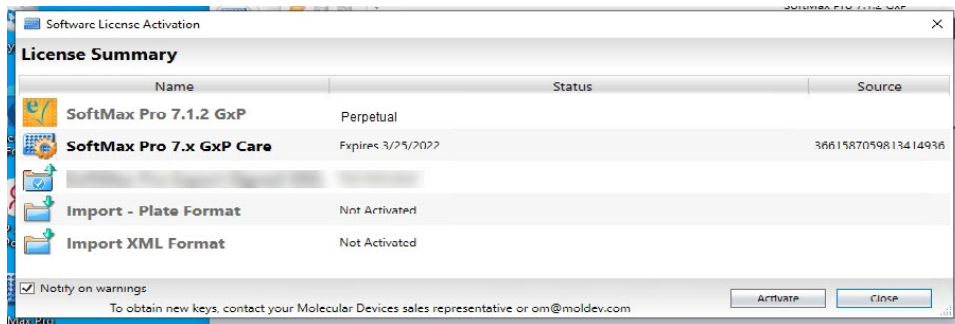 Software License Activation
License Summary
Name Status Source
SoftMax Pro 7.1.2 GxP Perpetual
SoftMax Pro 7.x GxP Care Expires 3/25/2022 3661587059813414936
Import - Plate Format Not Activated
Import XML Format Not Activated
Notify on warnings
To obtain new keys, contact your Molecular Devices sales representative or om@moldev.com
Activate Close